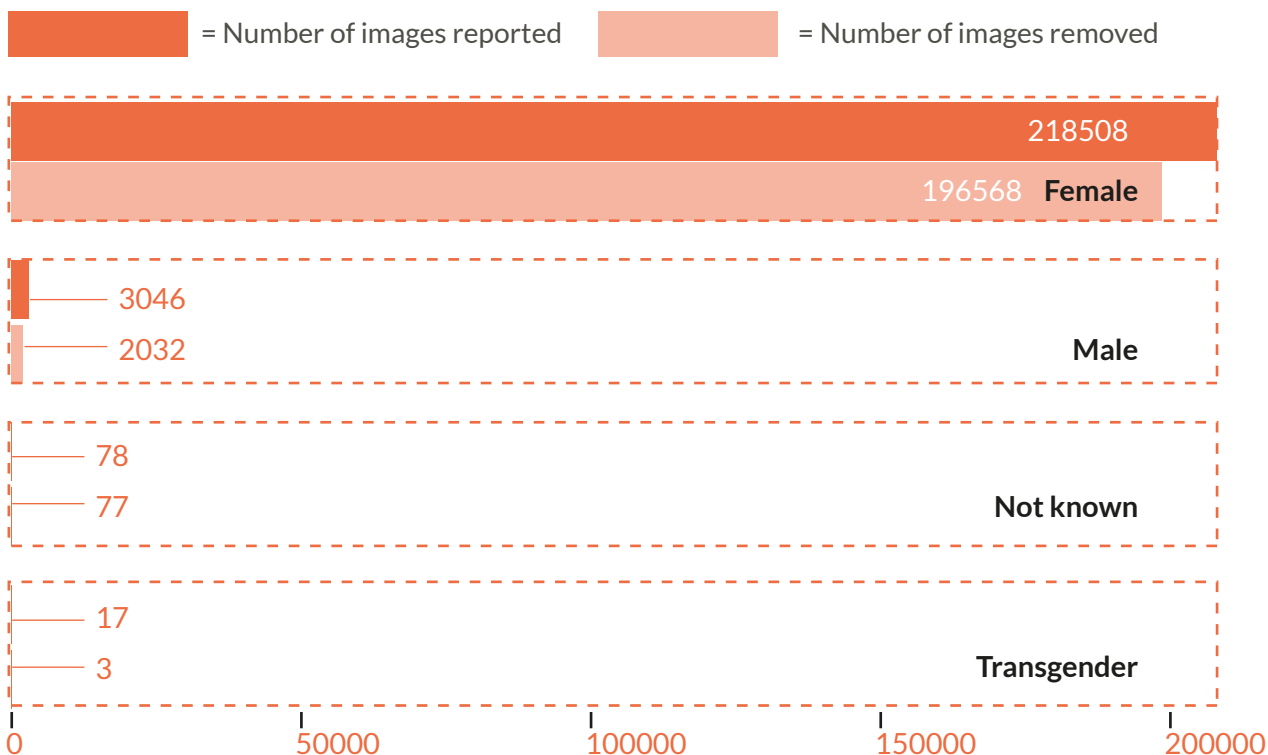 = Number of images reported = Number of images removed
218508
196568 Female
3046
2032 Male
78
77 Not known
17
3 Transgender
0 50000 100000 150000 200000